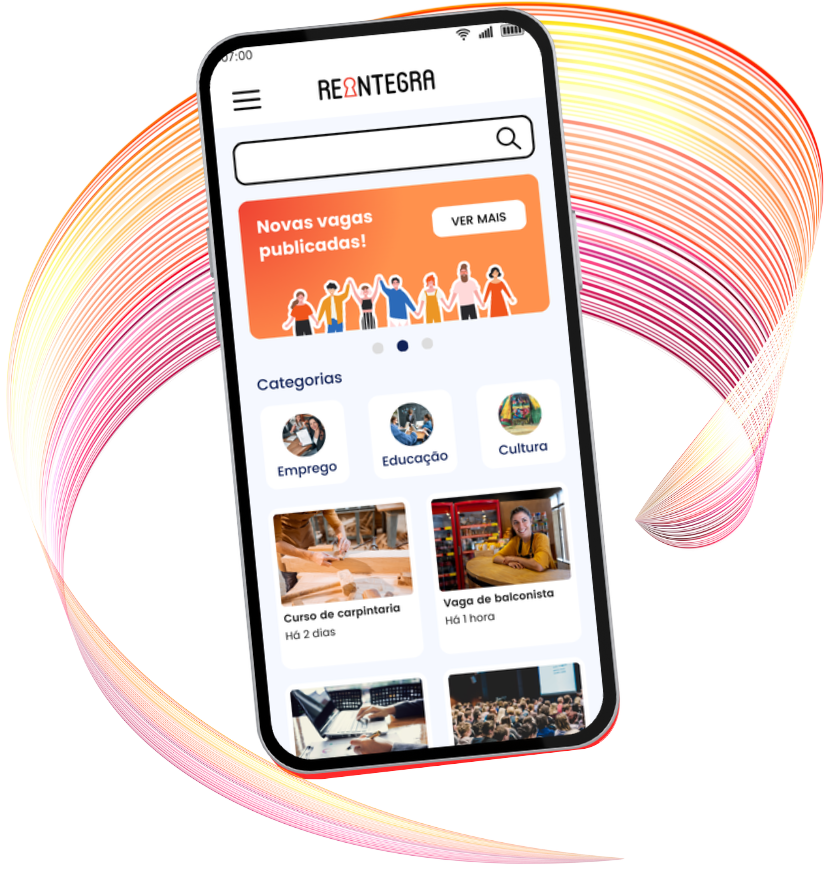 07:00
REINTEGRA
Novas vagas
publicadas!
VER MAIS
Categorias
Emprego
Educação
Cultura
Curso de carpintaria
Há 2 dias
Vaga de balconista
Há 1 hora